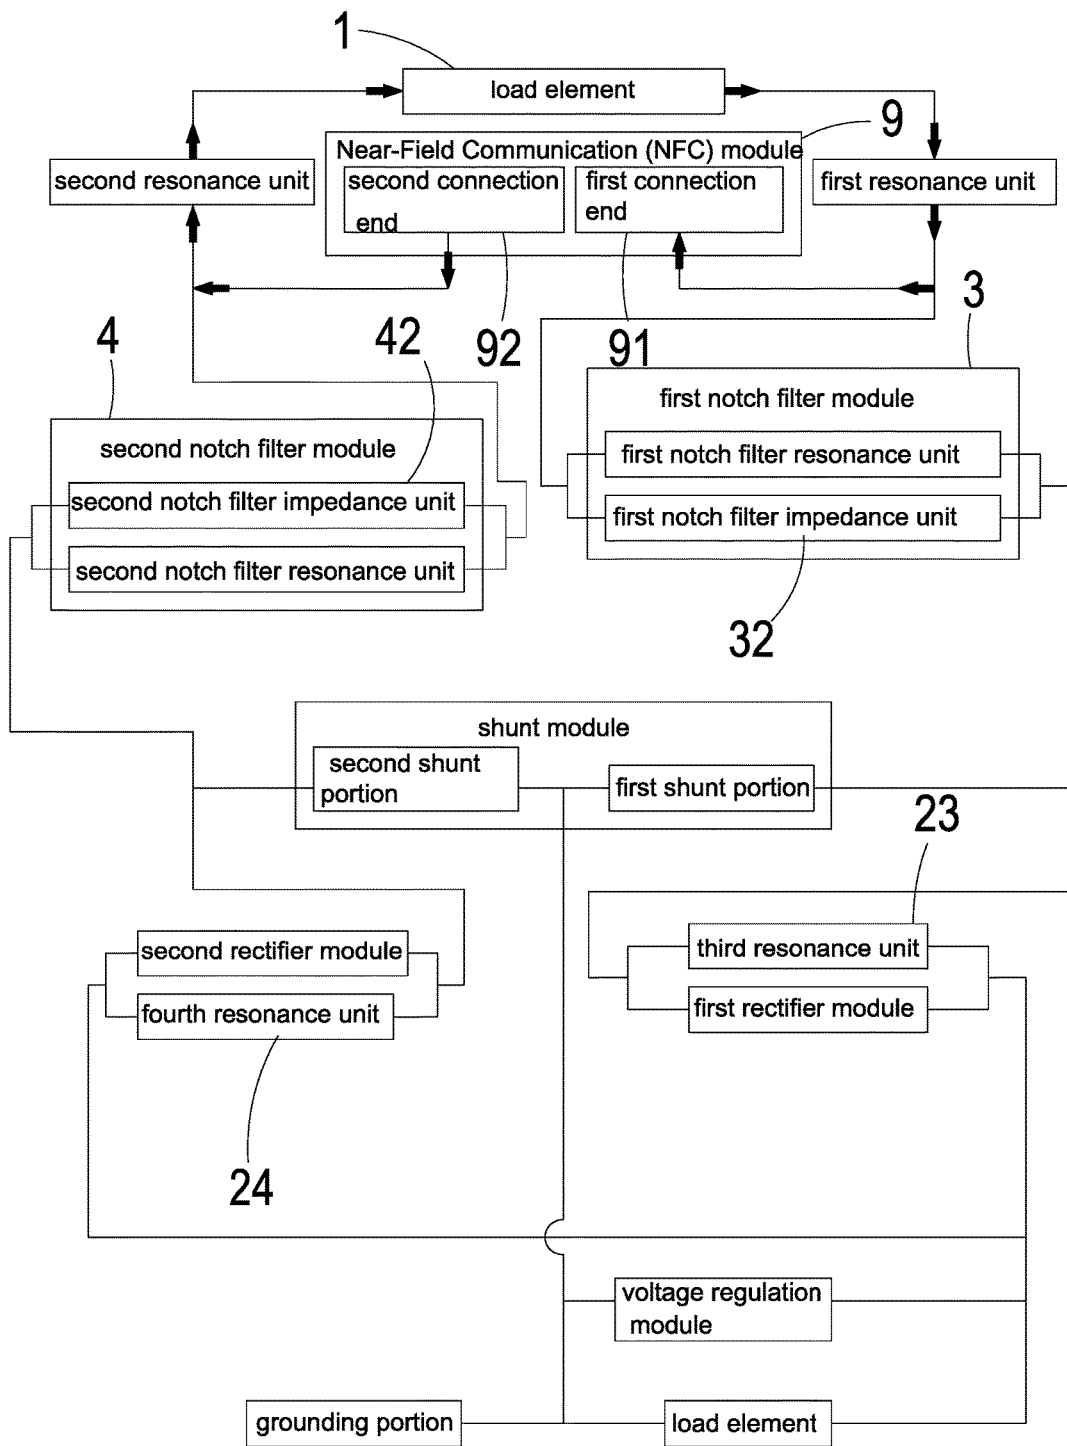 1
load element
9
Near-Field Communication (NFC) module
second resonance unit
second connection
end
first connection
end
first resonance unit
92
91
3
4
42
first notch filter module
first notch filter resonance unit
first notch filter impedance unit
second notch filter module
second notch filter impedance unit
second notch filter resonance unit
32
shunt module
second shunt
portion
first shunt portion
23
second rectifier module
fourth resonance unit
third resonance unit
first rectifier module
24
voltage regulation
module
grounding portion
load element